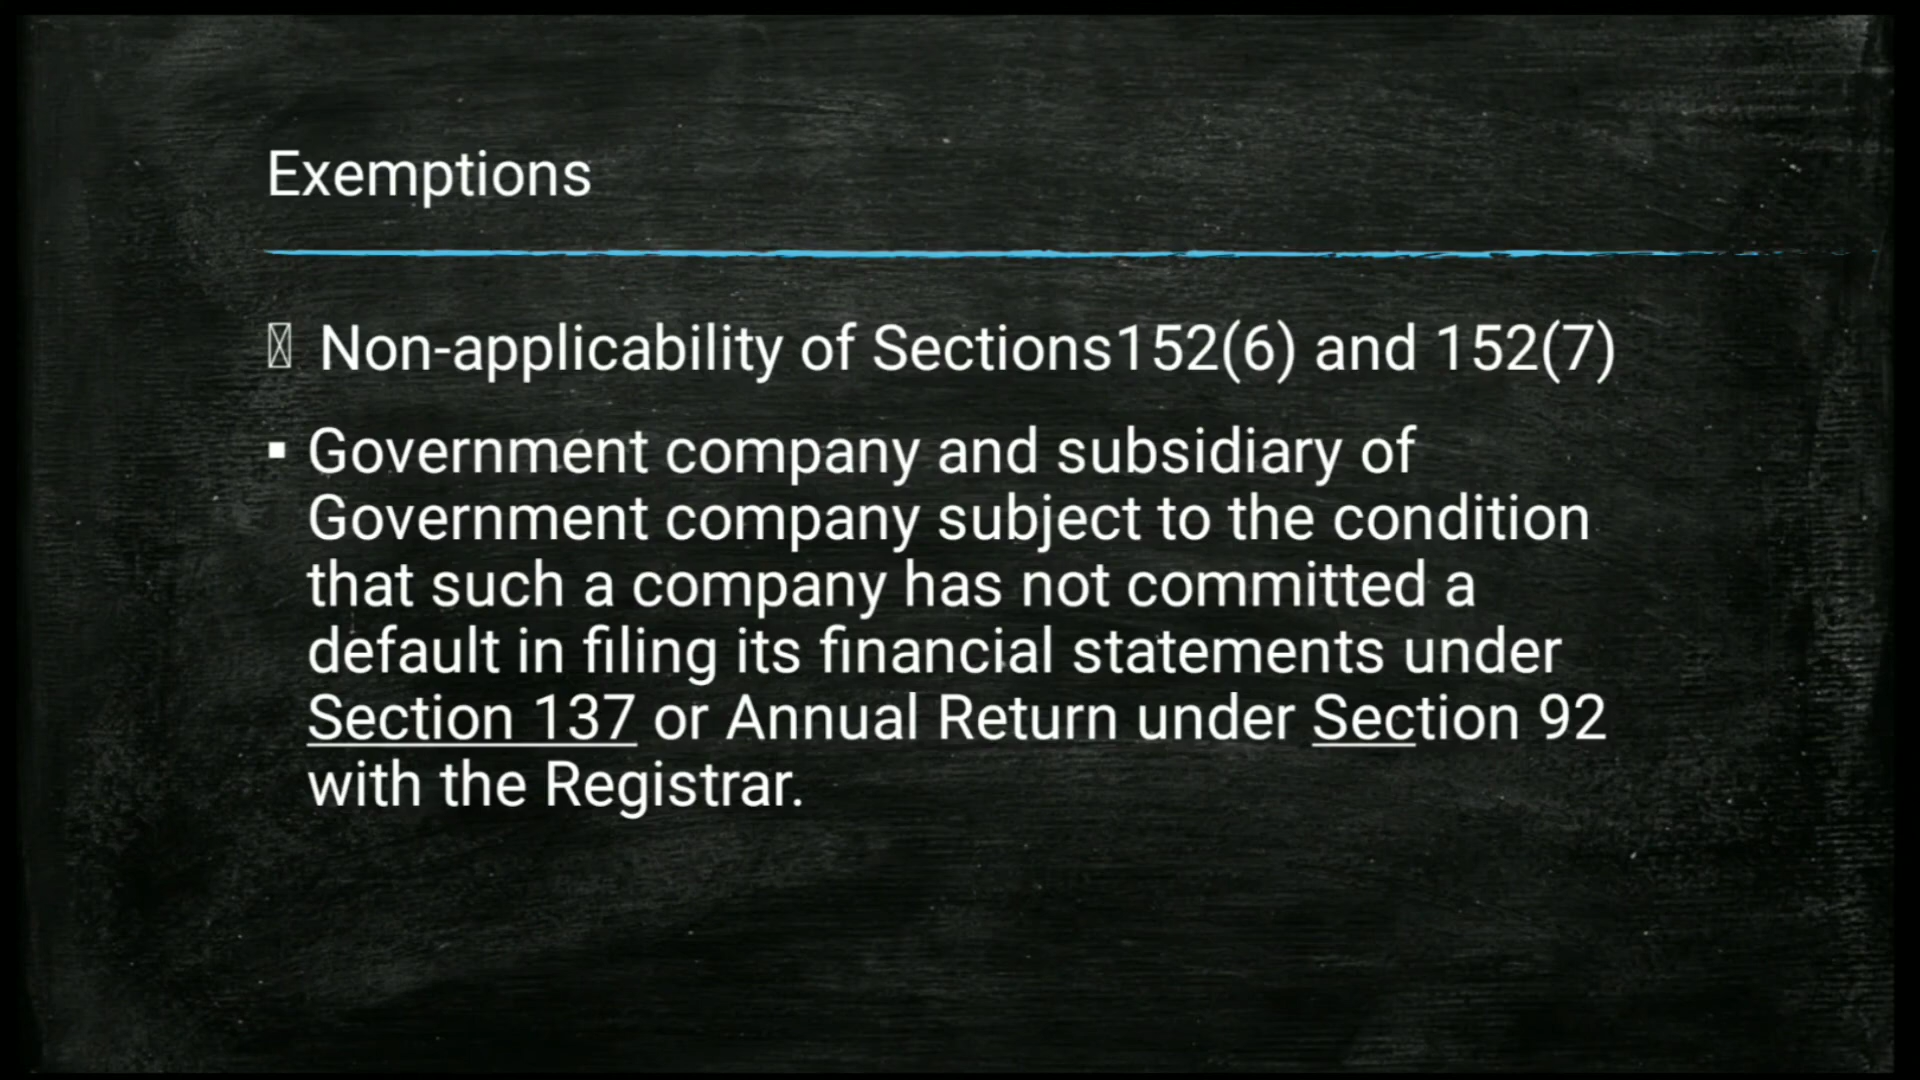 Exemptions
Non-applicability of Sections152(6) and 152(7)
▪ Government company and subsidiary of
Government company subject to the condition
that such a company has not committed a
default in filing its financial statements under
Section 137 or Annual Return under Section 92
with the Registrar.